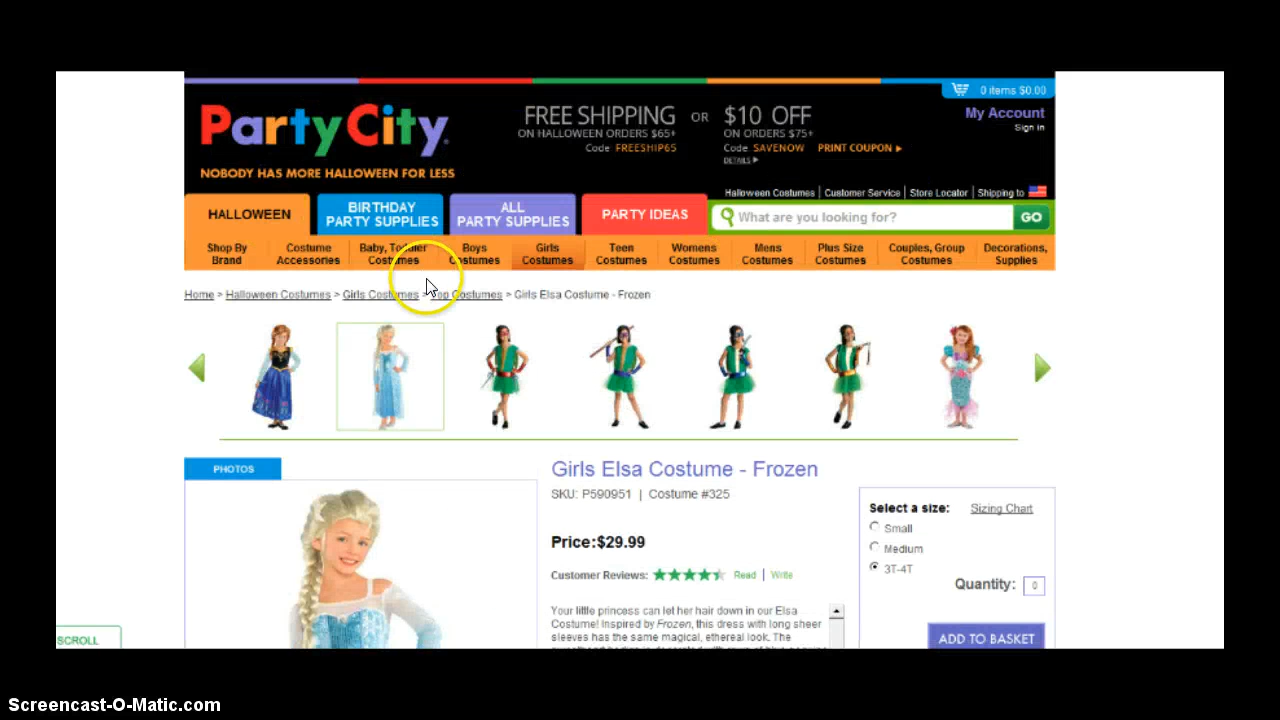 0 items $0.00
Party City
FREE SHIPPING OR $10 OFF
ON HALLOWEEN ORDERS $65+ ON ORDERS $75+
Code: FREESHIP65 Code: SAVENOW PRINT COUPON
DETAILS
My Account
Sign in
NOBODY HAS MORE HALLOWEEN FOR LESS
Halloween Costumes | Customer Service | Store Locator | Shipping to
HALLOWEEN
BIRTHDAY
PARTY SUPPLIES
ALL
PARTY SUPPLIES
PARTY IDEAS
What are you looking for?
GO
Shop By
Brand
Costume
Accessories
Baby, Toddler
Costumes
Boys
Costumes
Girls
Costumes
Teen
Costumes
Womens
Costumes
Mens
Costumes
Plus Size
Costumes
Couples, Group
Costumes
Decorations,
Supplies
Home > Halloween Costumes > Girls Costumes > Top Costumes > Girls Elsa Costume - Frozen
PHOTOS
Girls Elsa Costume - Frozen
SKU: P590951 | Costume #325
Price:$29.99
Customer Reviews: Read | Write
Your little princess can let her hair down in our Elsa
Costume! Inspired by Frozen, this dress with long sheer
sleeves has the same magical, ethereal look. The
Select a size: Sizing Chart
Small
Medium
3T-4T
Quantity: 0
ADD TO BASKET
SCROLL
Screencast-O-Matic.com